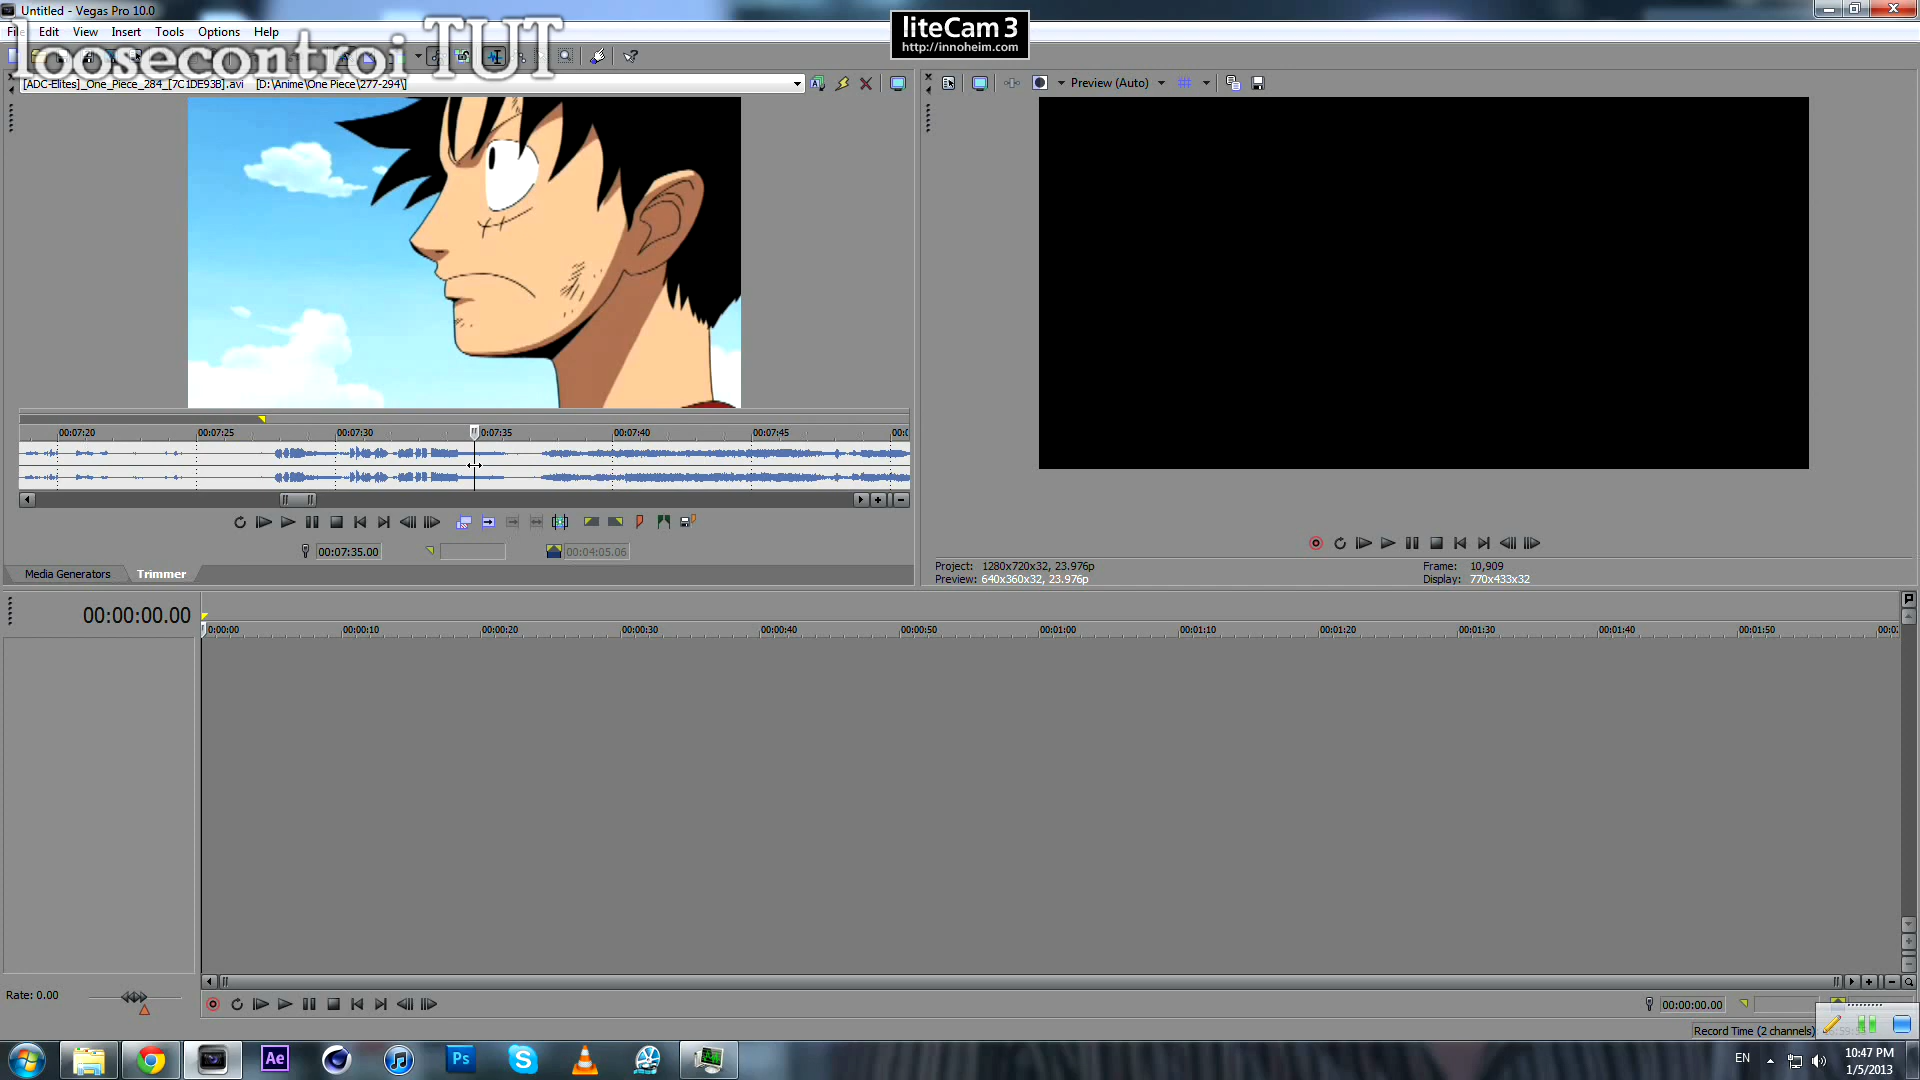 Untitled - Vegas Pro 10.0
liteCam 3
http://innoheim.com
Edit View Insert Tools Options Help
loosecontrol TUT
[ADC-Elites]_One_Piece_284_[7C1DE93B].avi [D:\Anime\One Piece\277-294\]
Preview (Auto)
00:07:20 00:07:25 00:07:30 0:07:35 00:07:40 00:07:45
00:07:35.00 00:04:05.06
Media Generators Trimmer
Project: 1280x720x32, 23.976p Frame: 10,909
Preview: 640x360x32, 23.976p Display: 770x433x32
00:00:00.00
0:00:00 00:00:10 00:00:20 00:00:30 00:00:40 00:00:50 00:01:00 00:01:10 00:01:20 00:01:30 00:01:40 00:01:50
Rate: 0.00
00:00:00.00
Record Time (2 channels)
Ae Ps
EN
10:47 PM
1/5/2013